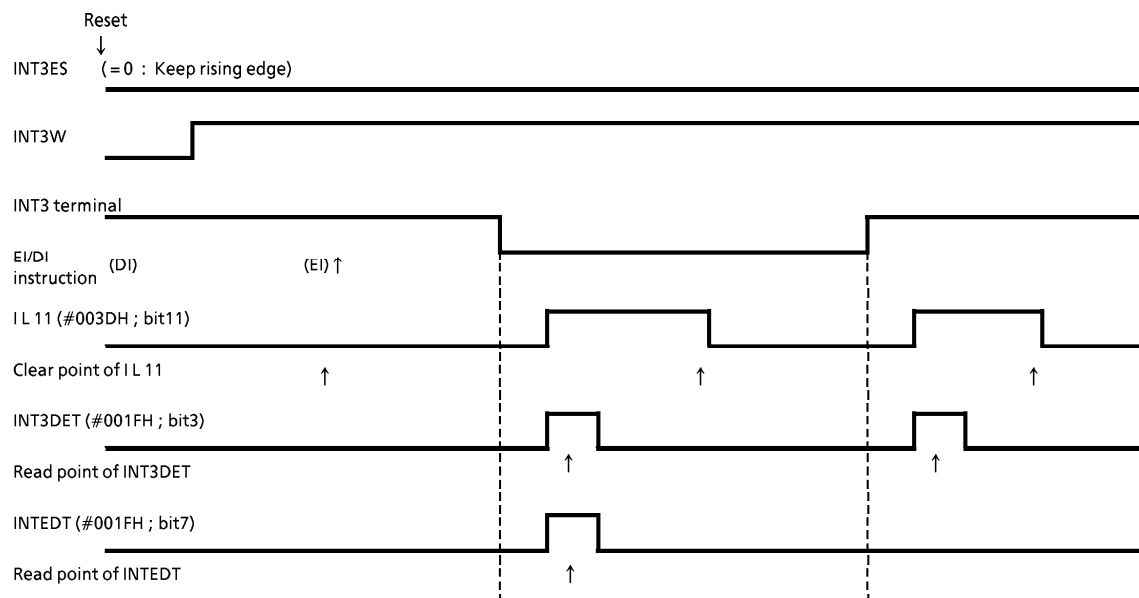 Reset
↓
INT3ES (=0 : Keep rising edge)
INT3W
INT3 terminal
EI/DI
instruction (DI) (EI)↑
I L 11 (#003DH ; bit11)
Clear point of I L 11 ↑ ↑ ↑
INT3DET (#001FH ; bit3)
Read point of INT3DET ↑ ↑
INTEDT (#001FH ; bit7)
Read point of INTEDT ↑